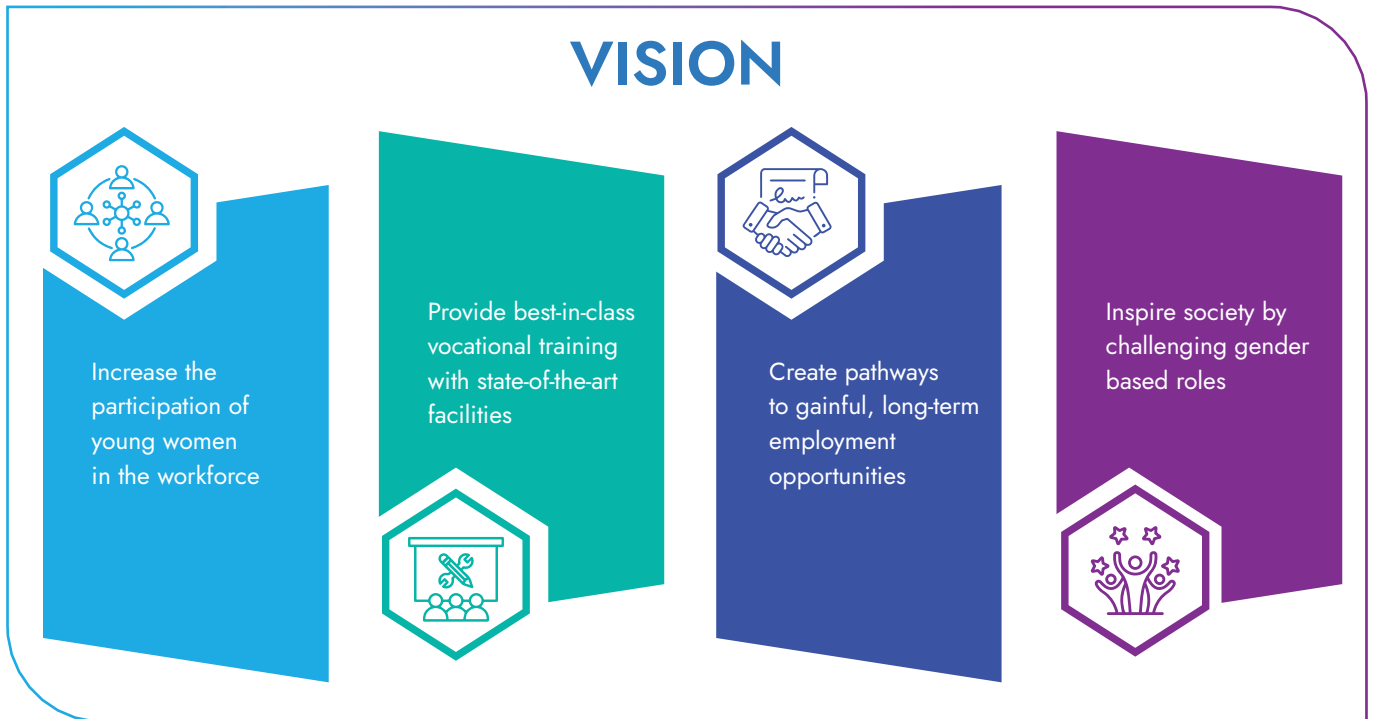 VISION
Increase the
participation of
young women
in the workforce
Provide best-in-class
vocational training
with state-of-the-art
facilities
Create pathways
to gainful, long-term
employment
opportunities
Inspire society by
challenging gender
based roles